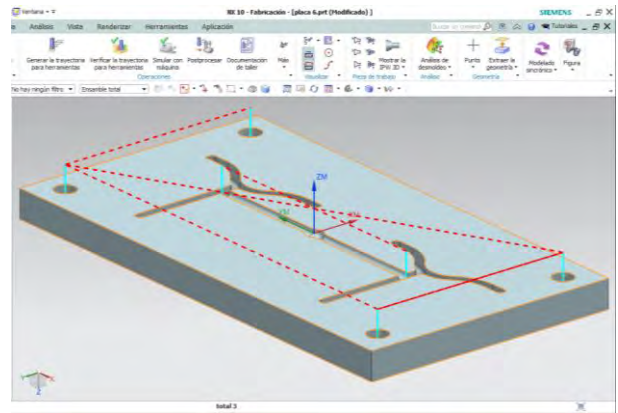 Ventana
NX 10 - Fabricación - [placa 6.prt (Modificado) ]
SIEMENS
Análisis Vista Renderizar Herramientas Aplicación
Tutoriales
Generar la trayectoria para herramientas
Verificar la trayectoria para herramientas
Simular con máquina
Postprocesar
Documentación de taller
Más
Mostrar la IPW 3D
Análisis de desmoldeo
Punto
Extraer la geometría
Modelado sincrónico
Figura
Operaciones
Visualizar
Pieza de trabajo
Análisis
Geometría
No hay ningún filtro
Ensamble total
ZM
YM
XM
Z
total 3